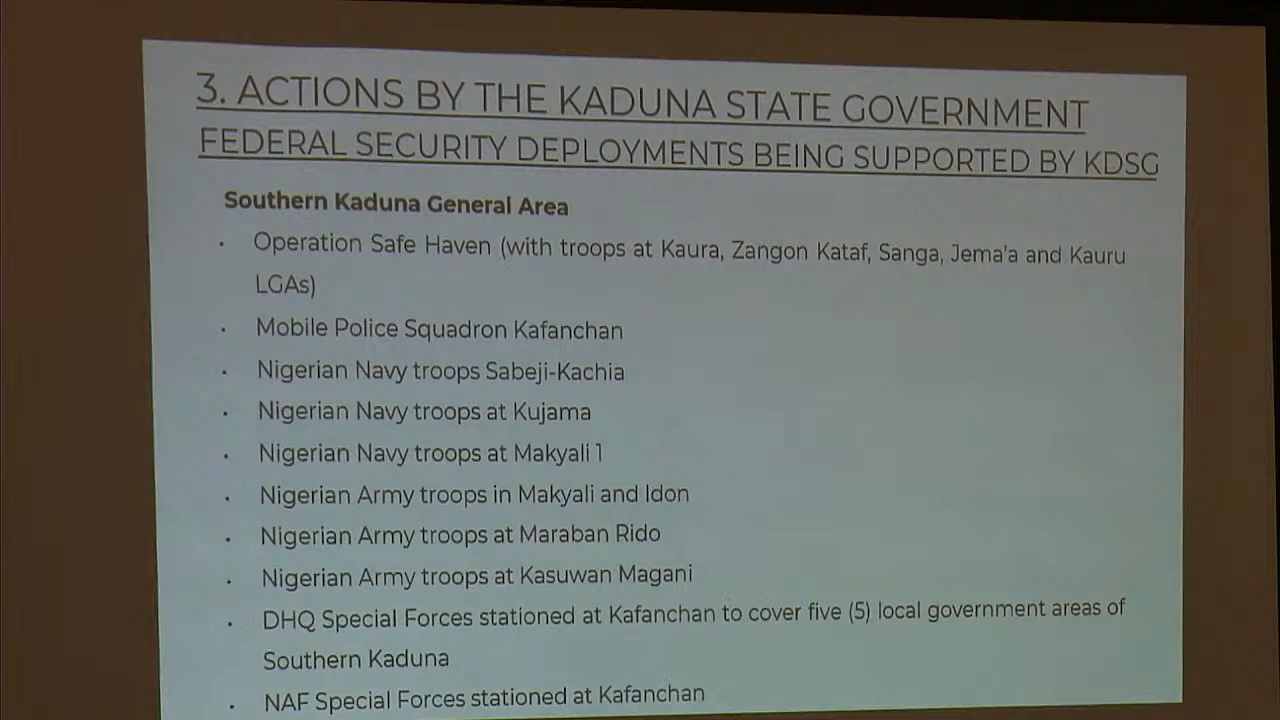 3. ACTIONS BY THE KADUNA STATE GOVERNMENT
FEDERAL SECURITY DEPLOYMENTS BEING SUPPORTED BY KDSG
Southern Kaduna General Area
• Operation Safe Haven (with troops at Kaura, Zangon Kataf, Sanga, Jema'a and Kauru
LGAs)
• Mobile Police Squadron Kafanchan
• Nigerian Navy troops Sabeji-Kachia
• Nigerian Navy troops at Kujama
• Nigerian Navy troops at Makyali 1
• Nigerian Army troops in Makyali and Idon
• Nigerian Army troops at Maraban Rido
• Nigerian Army troops at Kasuwan Magani
• DHQ Special Forces stationed at Kafanchan to cover five (5) local government areas of
Southern Kaduna
• NAF Special Forces stationed at Kafanchan